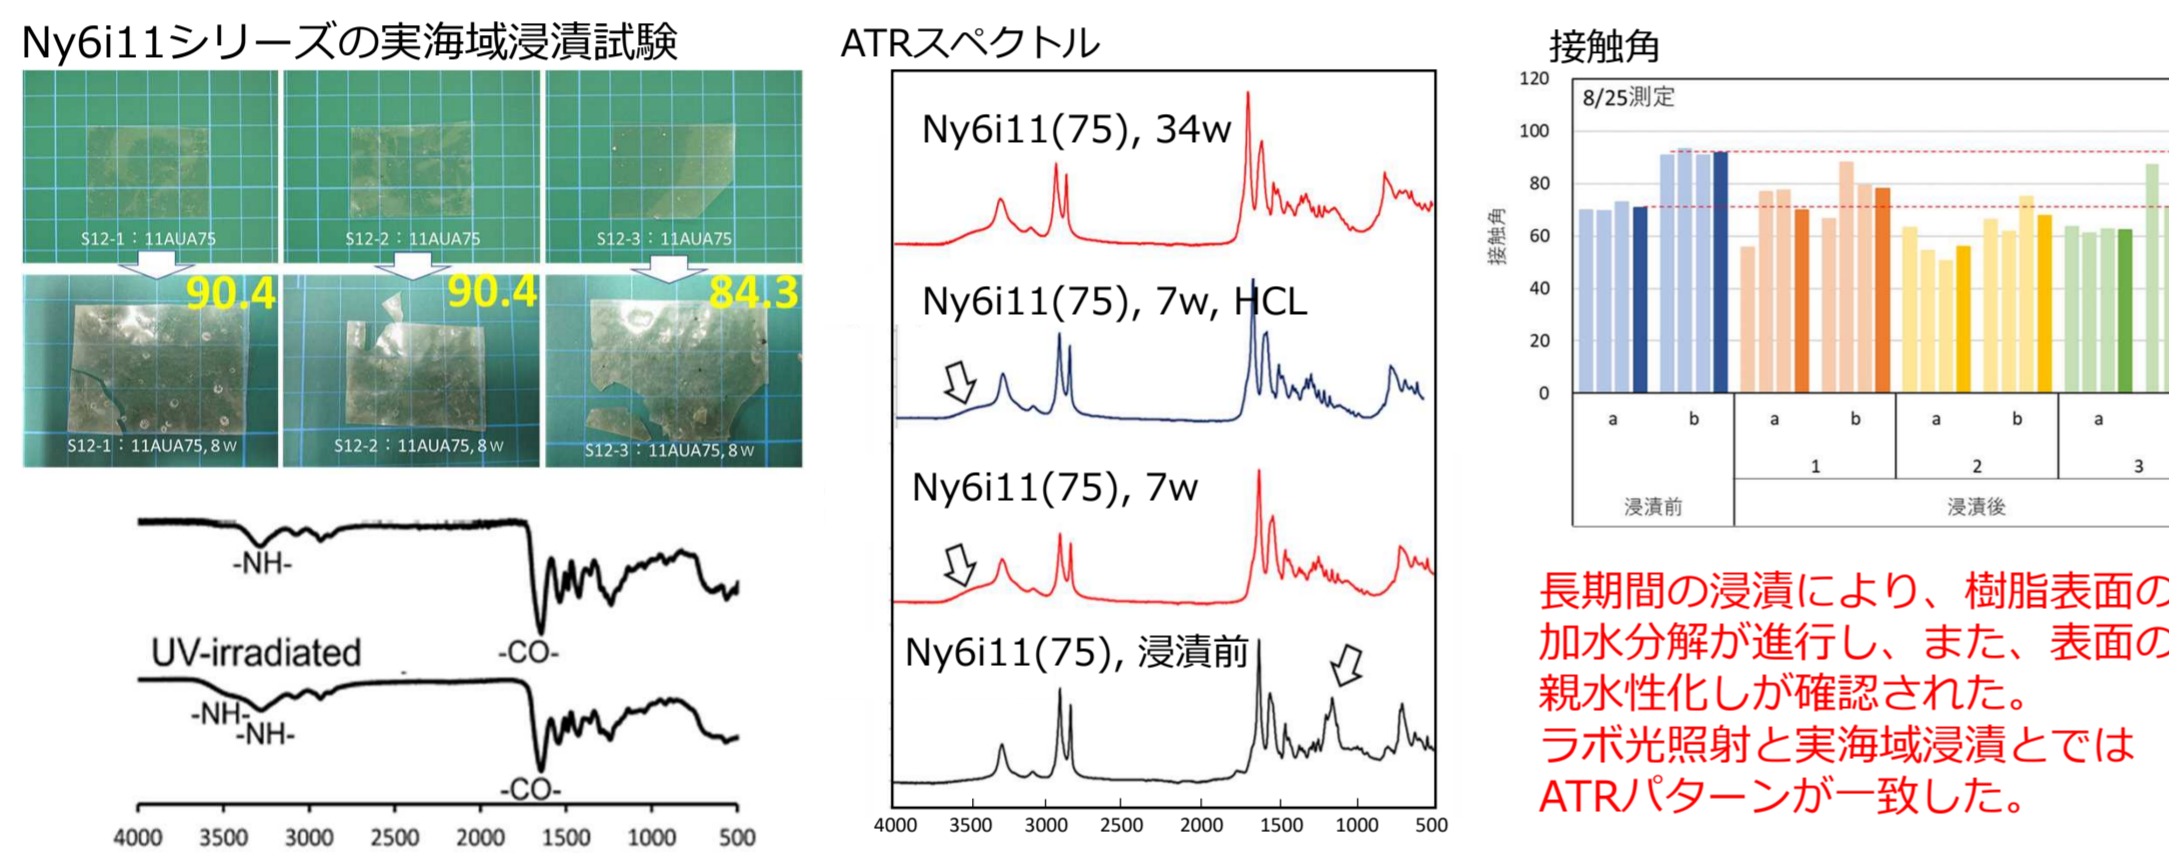 Ny6i11シリーズの実海域浸漬試験
S12-1：11AUA75
S12-2：11AUA75
S12-3：11AUA75
90.4
90.4
84.3
S12-1：11AUA75, 8w
S12-2：11AUA75, 8w
S12-3：11AUA75, 8w
-NH-
-CO-
UV-irradiated
-NH-
-NH-
-CO-
4000 3500 3000 2500 2000 1500 1000 500
ATRスペクトル
Ny6i11(75), 34w
Ny6i11(75), 7w, HCL
Ny6i11(75), 7w
Ny6i11(75), 浸漬前
4000 3500 3000 2500 2000 1500 1000 500
接触角
8/25測定
接触角
120
100
80
60
40
20
0
a b a b a b a
1 2 3
浸漬前 浸漬後
長期間の浸漬により、樹脂表面の
加水分解が進行し、また、表面の
親水性化しが確認された。
ラボ光照射と実海域浸漬とでは
ATRパターンが一致した。